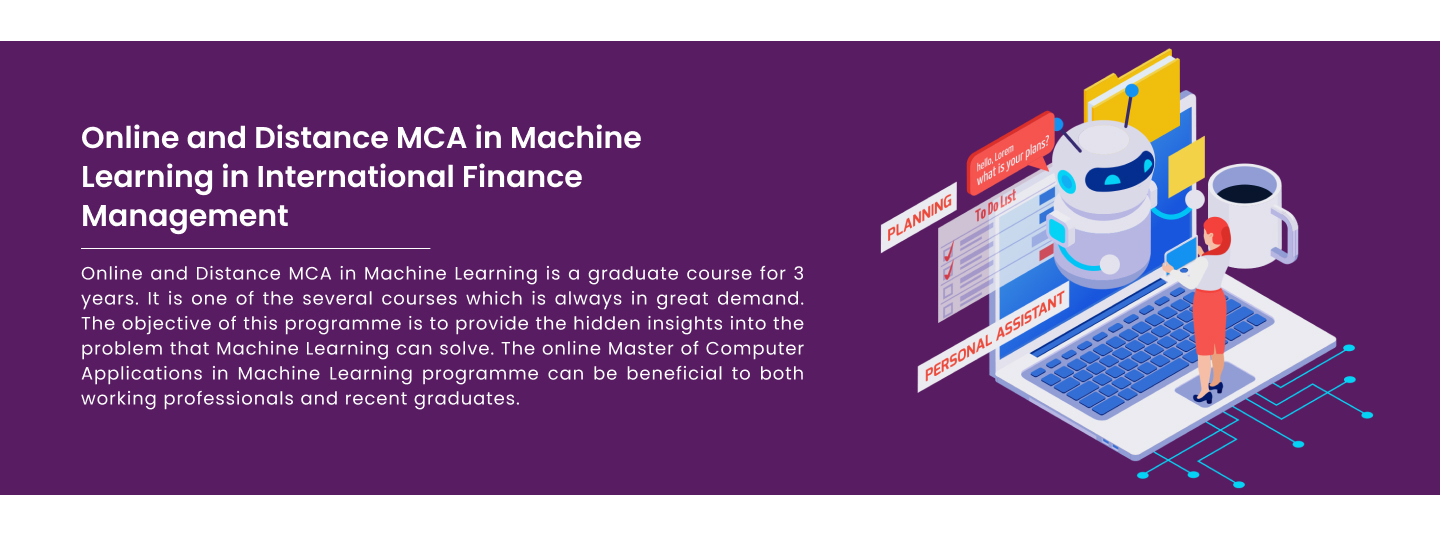 Online and Distance MCA in Machine
Learning in International Finance
Management
Online and Distance MCA in Machine Learning is a graduate course for 3
years. It is one of the several courses which is always in great demand.
The objective of this programme is to provide the hidden insights into the
problem that Machine Learning can solve. The online Master of Computer
Applications in Machine Learning programme can be beneficial to both
working professionals and recent graduates.
hello, Lorem
what is your plans?
PLANNING
To Do List
PERSONAL ASSISTANT